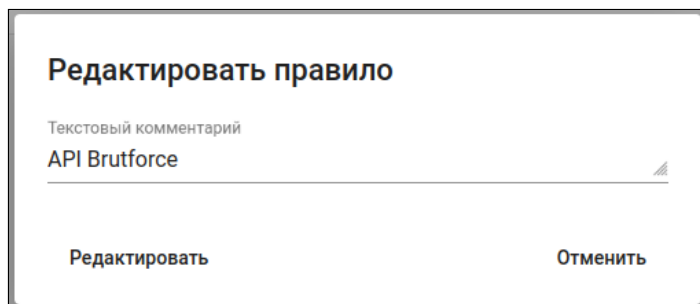 Редактировать правило
Текстовый комментарий
API Brutforce
Редактировать Отменить